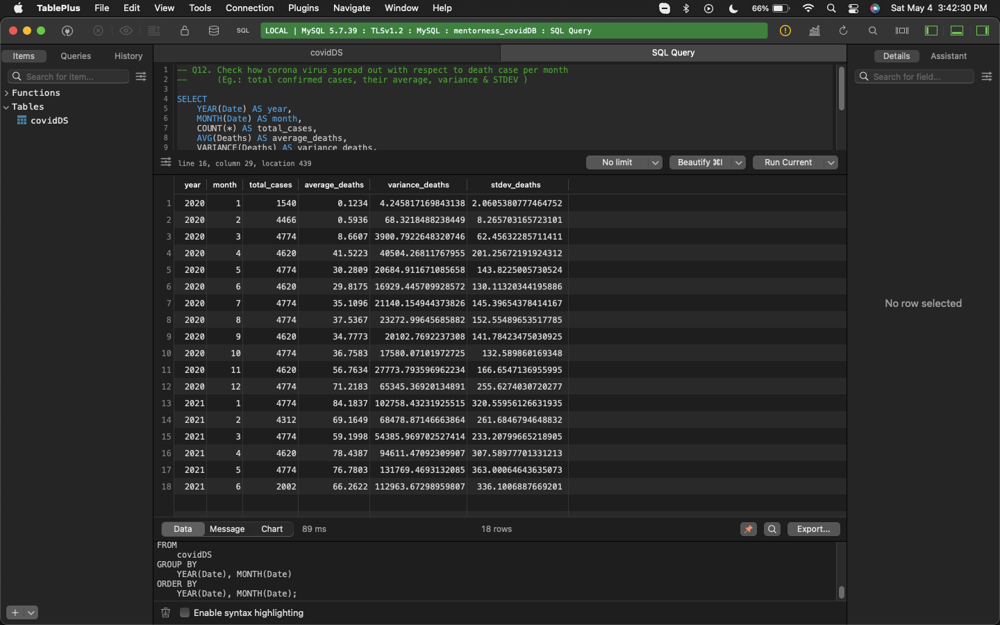 TablePlus File Edit View Tools Connection Plugins Navigate Window Help 66% Sat May 4 3:42:30 PM
SQL LOCAL | MySQL 5.7.39 : TLSv1.2 : MySQL : mentorness_covidDB : SQL Query
Items Queries History
Search for item...
Functions
Tables
covidDS
covidDS SQL Query
1 -- Q12. Check how corona virus spread out with respect to death case per month
2 -- (Eg.: total confirmed cases, their average, variance & STDEV )
3
4 SELECT
5 YEAR(Date) AS year,
6 MONTH(Date) AS month,
7 COUNT(*) AS total_cases,
8 AVG(Deaths) AS average_deaths,
9 VARIANCE(Deaths) AS variance_deaths,
line 16, column 29, location 439 No limit Beautify ⌘I Run Current
year month total_cases average_deaths variance_deaths stdev_deaths
1 2020 1 1540 0.1234 4.245817169843138 2.0605380777464752
2 2020 2 4466 0.5936 68.3218488238449 8.265703165723101
3 2020 3 4774 8.6607 3900.7922648320746 62.45632285711411
4 2020 4 4620 41.5223 40504.26811767955 201.25672191924312
5 2020 5 4774 30.2809 20684.911671085658 143.8225005730524
6 2020 6 4620 29.8175 16929.445709928572 130.11320344195886
7 2020 7 4774 35.1096 21140.154944373826 145.39654378414167
8 2020 8 4774 37.5367 23272.99645685882 152.55489653517785
9 2020 9 4620 34.7773 20102.7692237308 141.78423475030925
10 2020 10 4774 36.7583 17580.07101972725 132.589860169348
11 2020 11 4620 56.7634 27773.793596962234 166.6547136955995
12 2020 12 4774 71.2183 65345.36920134891 255.6274030720277
13 2021 1 4774 84.1837 102758.43231925515 320.55956126631935
14 2021 2 4312 69.1649 68478.87146663864 261.6846794648832
15 2021 3 4774 59.1998 54385.969702527414 233.20799665218905
16 2021 4 4620 78.4387 94611.47092309907 307.58977701331213
17 2021 5 4774 76.7803 131769.4693132085 363.00064643635073
18 2021 6 2002 66.2622 112963.67298959807 336.1006887669201
Data Message Chart 89 ms 18 rows Export...
FROM
covidDS
GROUP BY
YEAR(Date), MONTH(Date)
ORDER BY
YEAR(Date), MONTH(Date);
Enable syntax highlighting
Details Assistant
Search for field...
No row selected